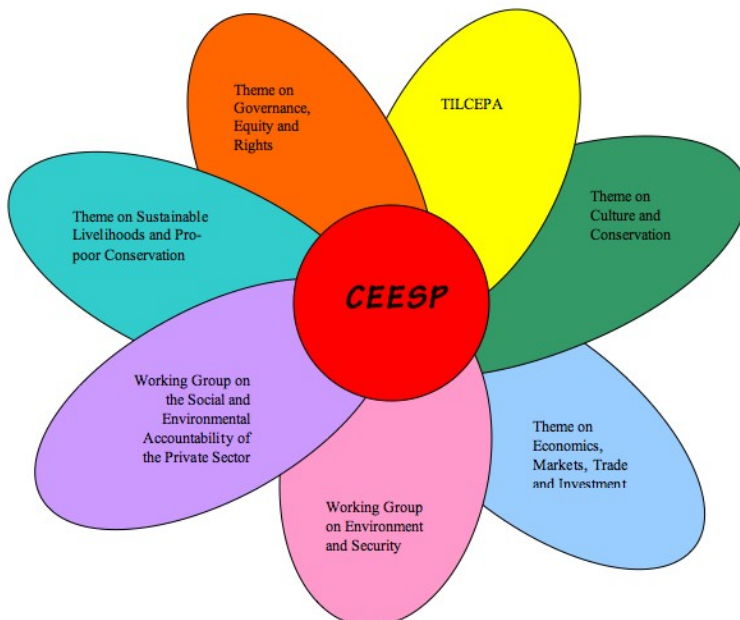 Theme on
Governance,
Equity and
Rights
TILCEPA
Theme on
Culture and
Conservation
Theme on Sustainable
Livelihoods and Pro-
poor Conservation
CEESP
Working Group on
the Social and
Environmental
Accountability of
the Private Sector
Theme on
Economics,
Markets, Trade
and Investment
Working Group
on Environment
and Security